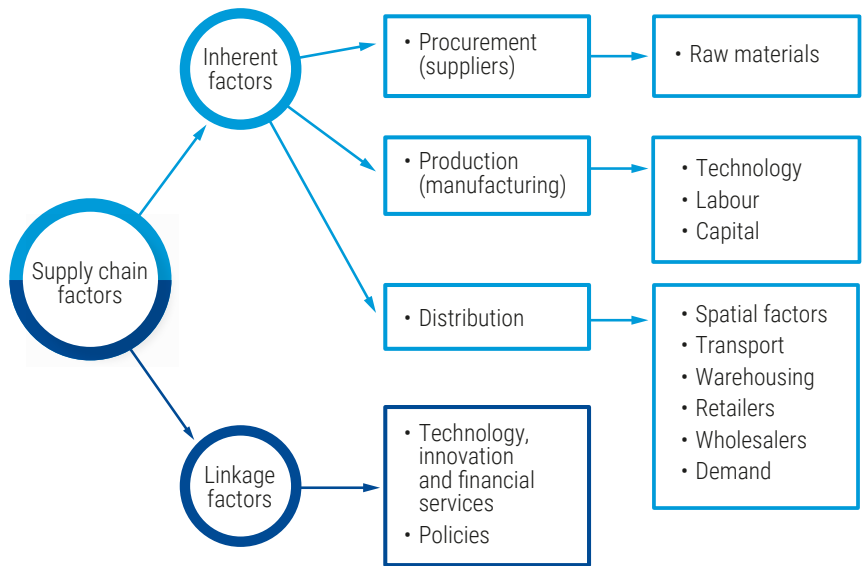 Supply chain
factors
Inherent
factors
• Procurement
(suppliers)
• Raw materials
• Production
(manufacturing)
• Technology
• Labour
• Capital
• Distribution
• Spatial factors
• Transport
• Warehousing
• Retailers
• Wholesalers
• Demand
Linkage
factors
• Technology,
innovation
and financial
services
• Policies